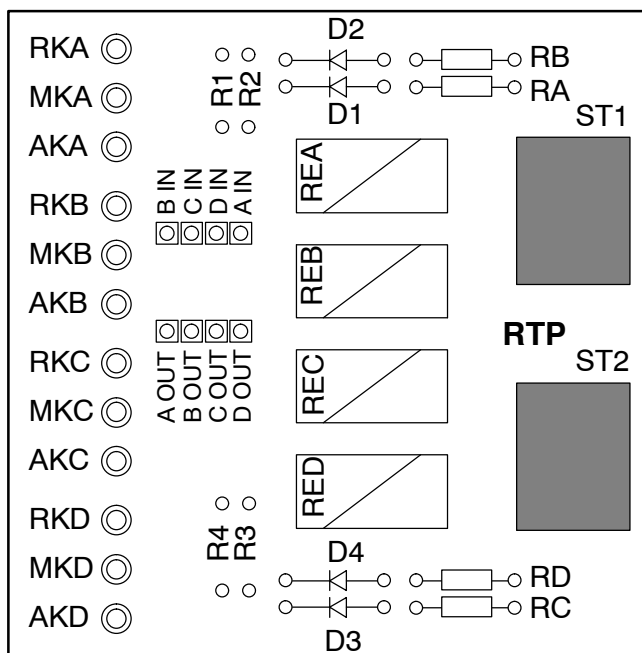 RKA
MKA
AKA
RKB
MKB
AKB
RKC
MKC
AKC
RKD
MKD
AKD
R1
R2
D2
D1
RB
RA
ST1
B IN
C IN
D IN
A IN
REA
REB
REC
RED
A OUT
B OUT
C OUT
D OUT
RTP
ST2
R4
R3
D4
D3
RD
RC